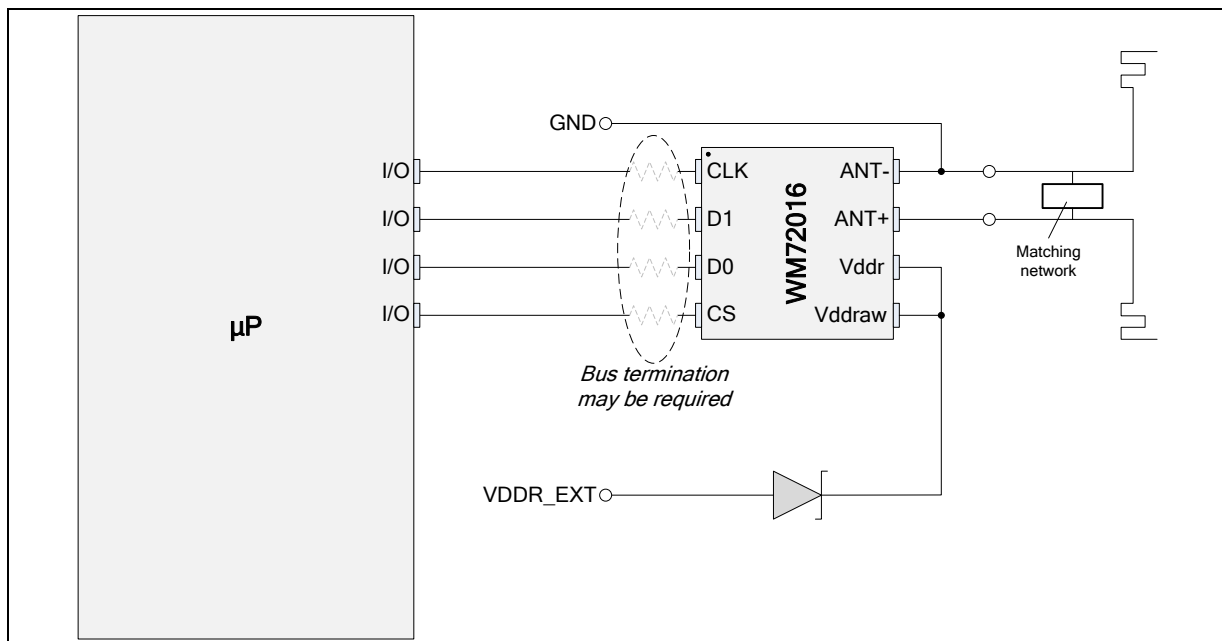 GND
I/O
I/O
I/O
I/O
µP
CLK
D1
D0
CS
WM72016
ANT-
ANT+
Vddr
Vddraw
Matching
network
Bus termination
may be required
VDDR_EXT